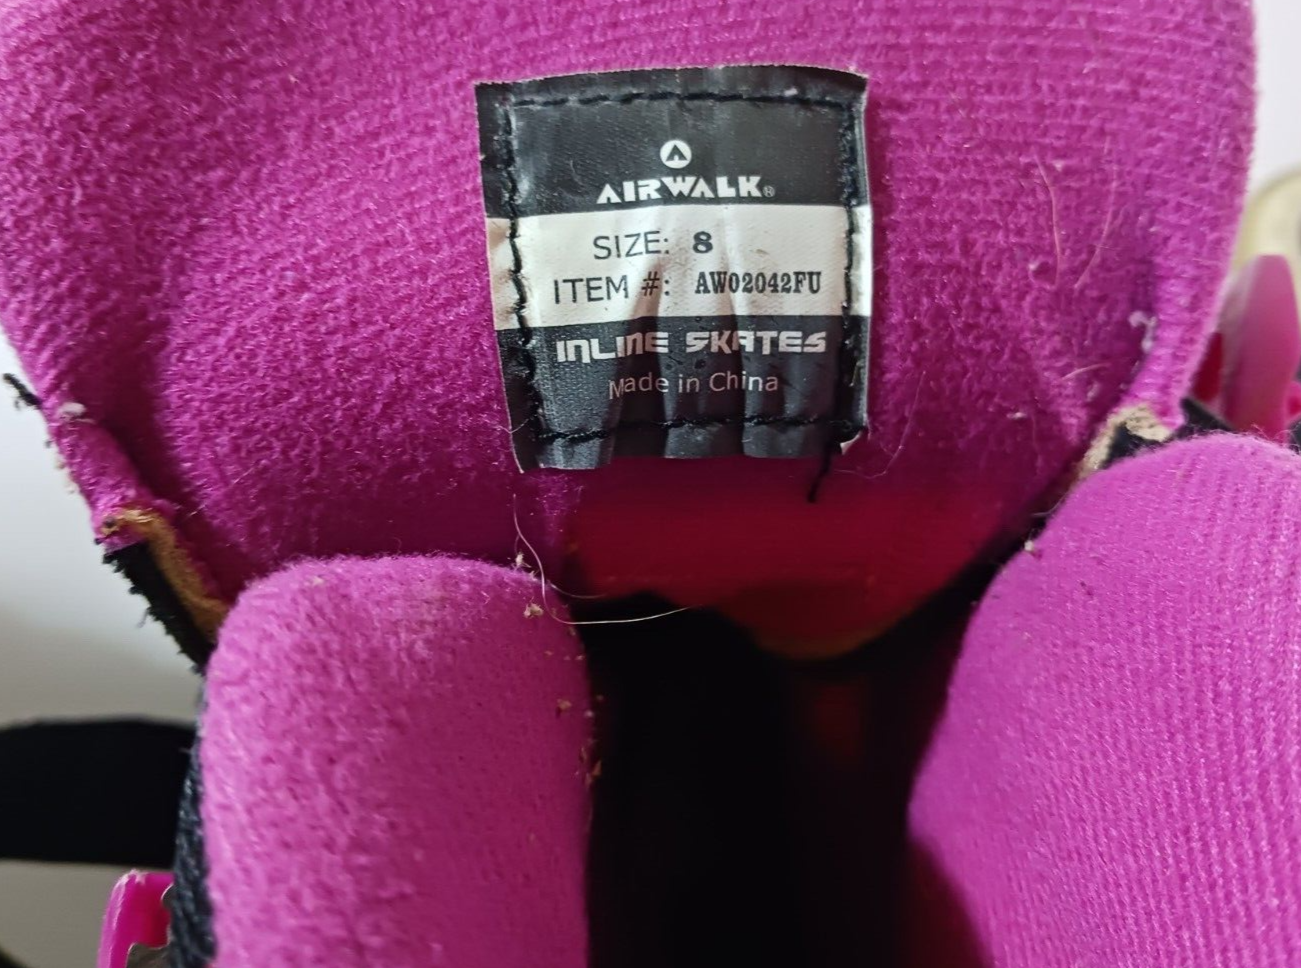 AIRWALK®
SIZE: 8
ITEM #: AW02042FU
INLINE SKATES
Made in China